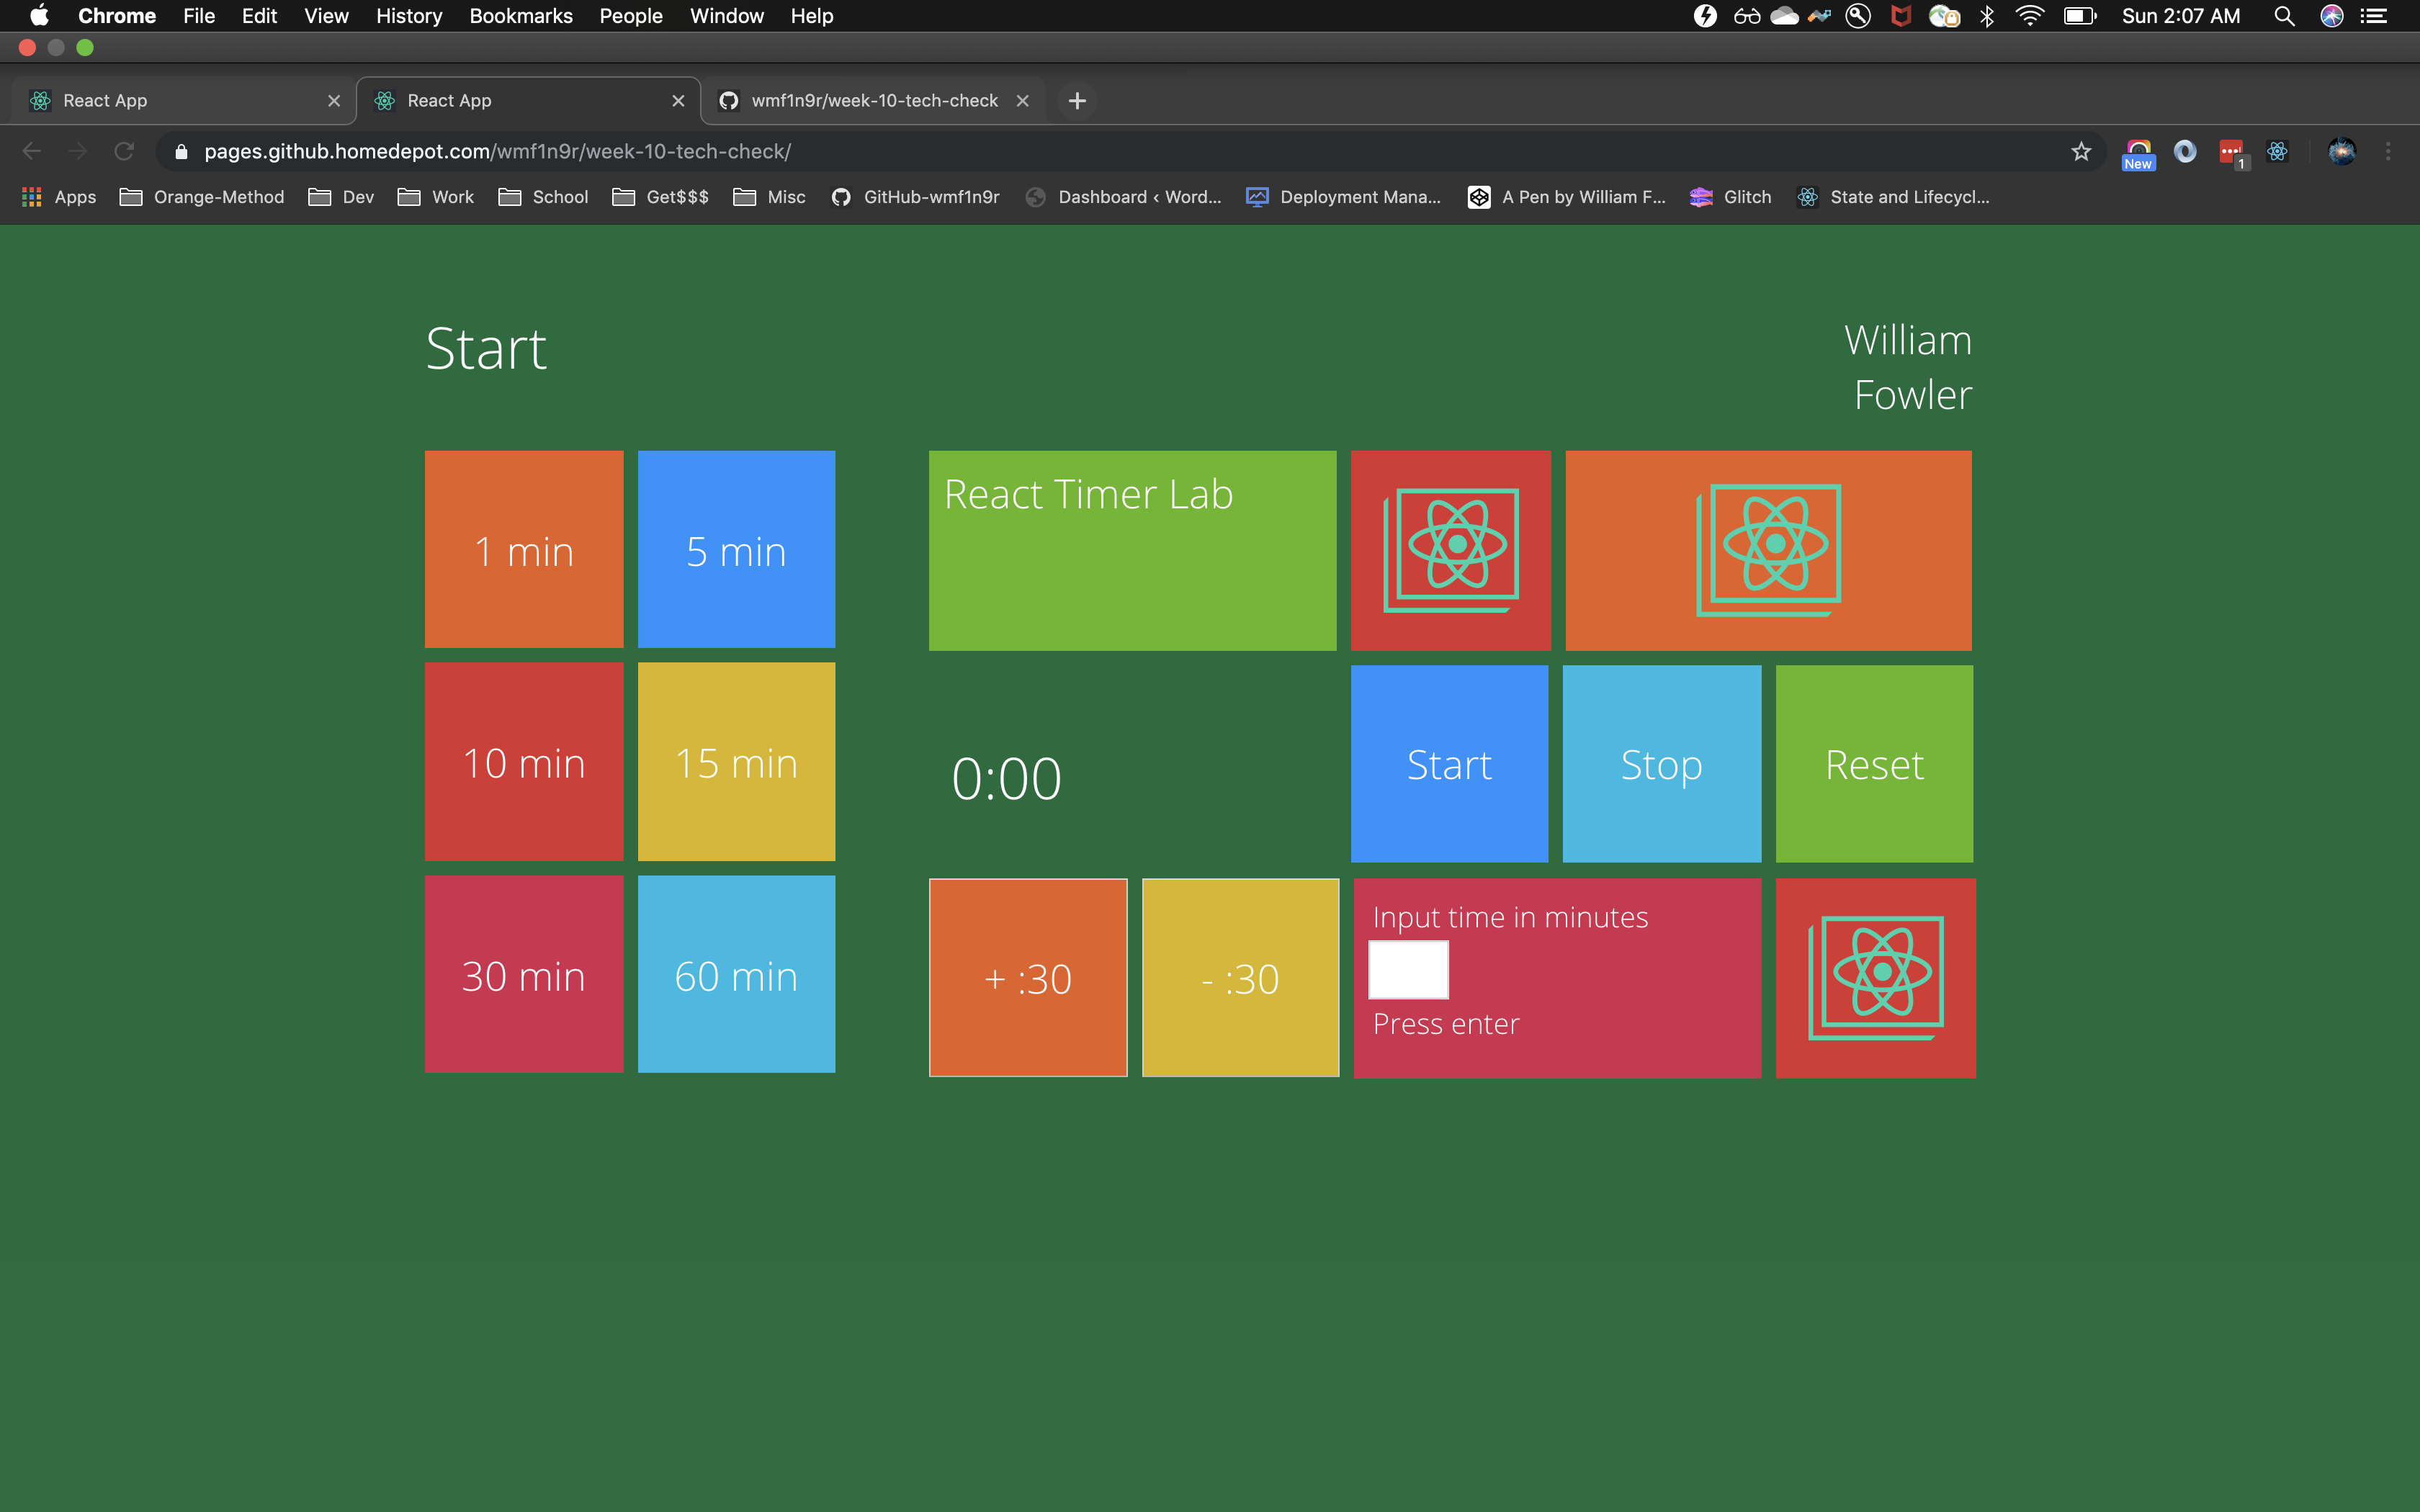 Chrome File Edit View History Bookmarks People Window Help Sun 2:07 AM
React App React App wmf1n9r/week-10-tech-check
pages.github.homedepot.com/wmf1n9r/week-10-tech-check/ New 1
Apps Orange-Method Dev Work School Get$$$ Misc GitHub-wmf1n9r Dashboard ‹ Word... Deployment Mana... A Pen by William F... Glitch State and Lifecycl...
Start
William
Fowler
1 min
5 min
10 min
15 min
30 min
60 min
React Timer Lab
0:00
Start
Stop
Reset
+ :30
- :30
Input time in minutes
Press enter